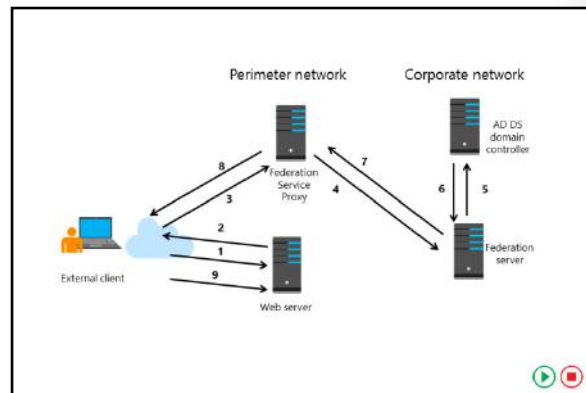 Perimeter network
Corporate network
AD DS
domain
controller
8
3
Federation
Service
Proxy
7
4
6
5
2
1
9
External client
Web server
Federation
server